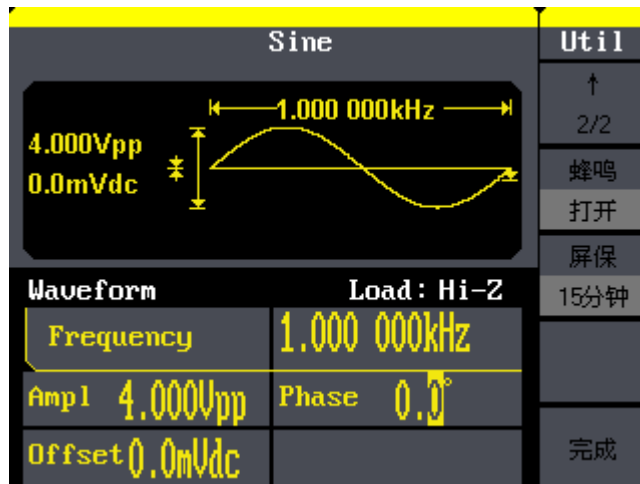 Sine
Util
↑
2/2
1.000 000kHz
4.000Vpp
0.0mVdc
蜂鸣
打开
屏保
15分钟
Waveform
Load: Hi-Z
Frequency
1.000 000kHz
Ampl 4.000Vpp
Phase 0.0°
Offset 0.0mVdc
完成